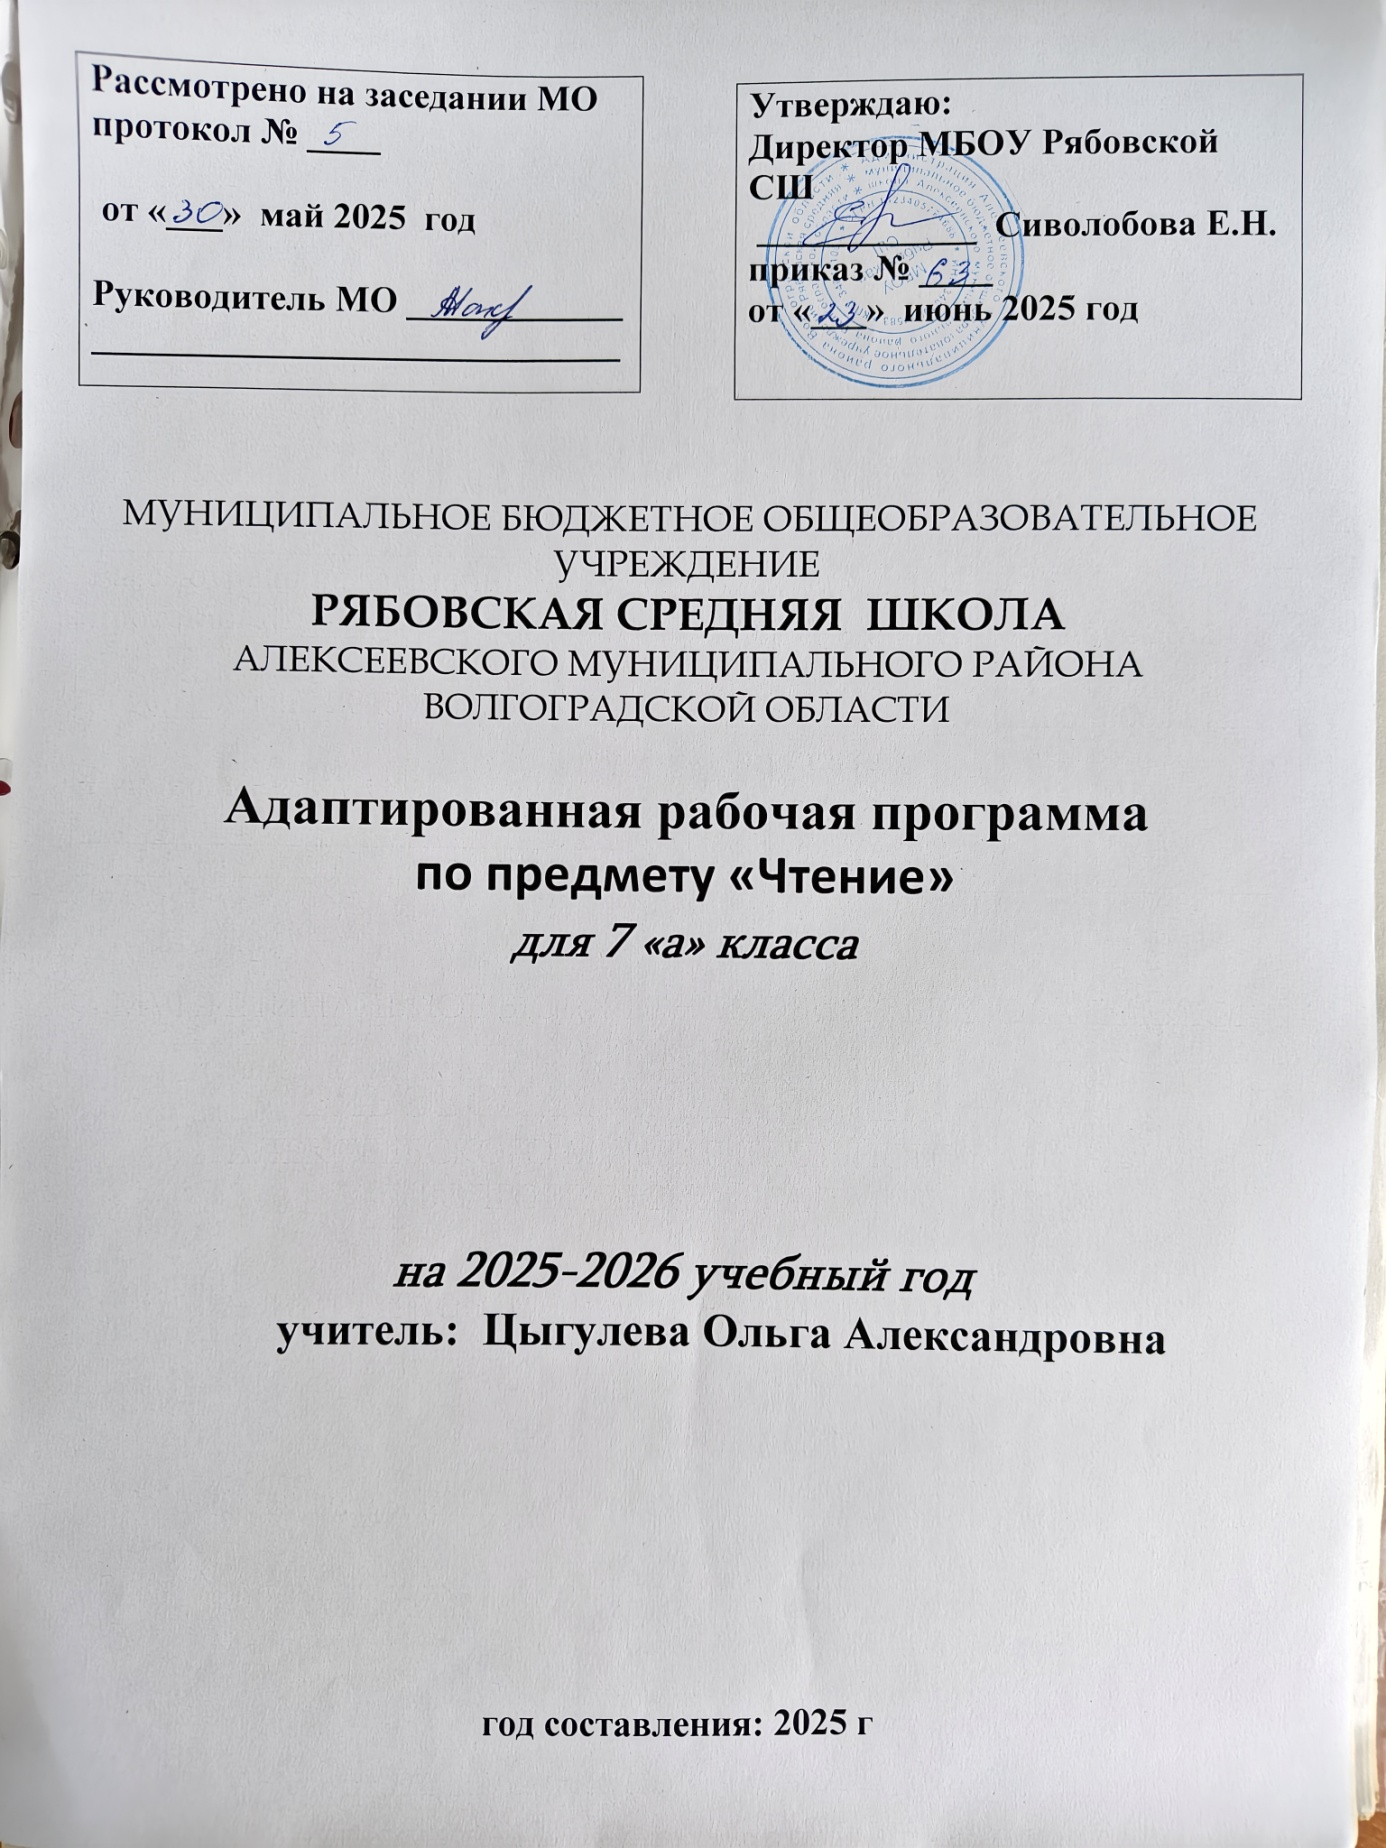 Рассмотрено на заседании МО
протокол № 5
от «30» май 2025 год
Руководитель МО
Утверждаю:
Директор МБОУ Рябовской
СШ
Сиволобова Е.Н.
приказ № 63
от «23» июнь 2025 год
МУНИЦИПАЛЬНОЕ БЮДЖЕТНОЕ ОБЩЕОБРАЗОВАТЕЛЬНОЕ
УЧРЕЖДЕНИЕ
РЯБОВСКАЯ СРЕДНЯЯ ШКОЛА
АЛЕКСЕЕВСКОГО МУНИЦИПАЛЬНОГО РАЙОНА
ВОЛГОГРАДСКОЙ ОБЛАСТИ
Адаптированная рабочая программа
по предмету «Чтение»
для 7 «а» класса
на 2025-2026 учебный год
учитель: Цыгулева Ольга Александровна
год составления: 2025 г